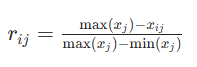 r_{ij} = \frac{\max(x_j) - x_{ij}}{\max(x_j) - \min(x_j)}